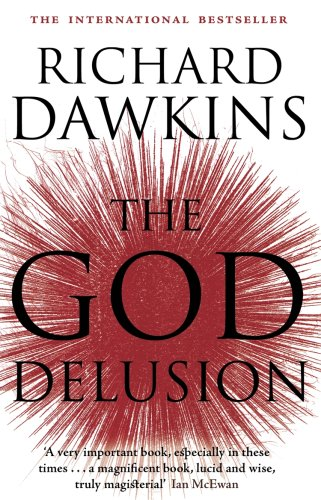 THE INTERNATIONAL BESTSELLER
RICHARD
DAWKINS
THE
GOD
DELUSION
‘A very important book, especially in these
times . . . a magnificent book, lucid and wise,
truly magisterial’ Ian McEwan